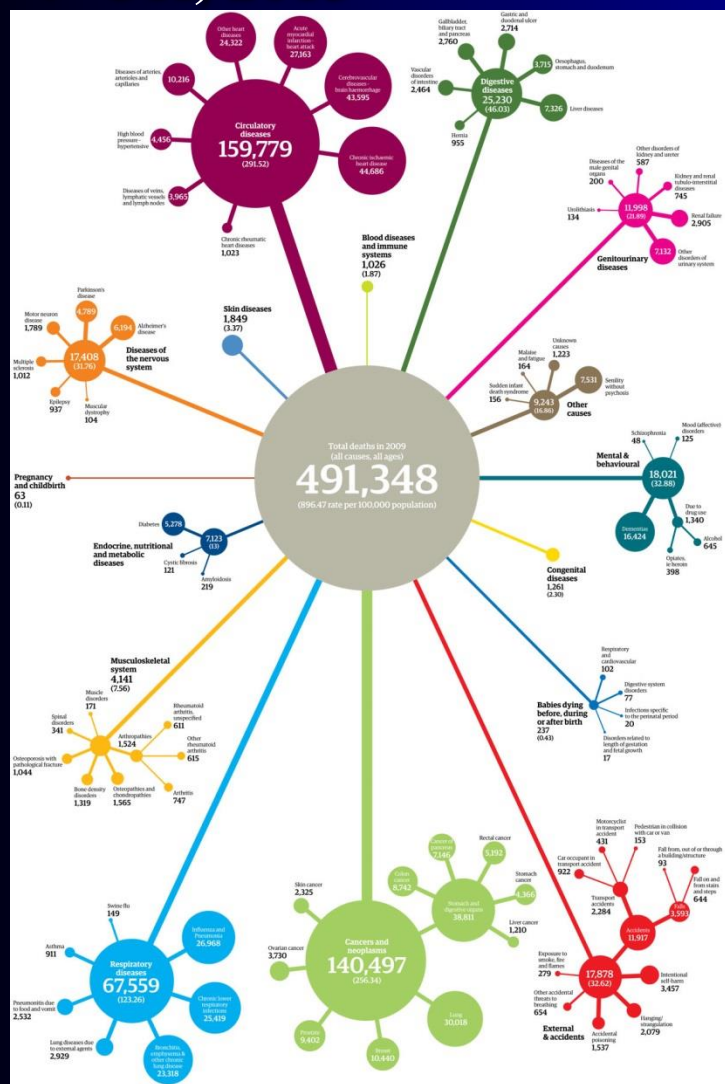 Other heart
diseases
24,322
Acute
myocardial
infarction-
heart attack
27,163
Diseases of arteries,
arterioles and
capillaries
10,216
Cerebrovascular
diseases -
brain haemorrhage
43,595
Circulatory
diseases
159,779
(291.52)
High blood
pressure-
hypertensive
4,456
Chronic ischaemic
heart disease
44,686
Diseases of veins,
lymphatic vessels
and lymph nodes
3,965
Chronic rheumatic
heart diseases
1,023
Gallbladder,
biliary tract
and pancreas
2,760
Gastric and
duodenal ulcer
2,714
Vascular
disorders
of intestine
2,464
3,715
Oesophagus,
stomach and duodenum
Digestive
diseases
25,230
(46.03)
7,326
Liver diseases
Hernia
955
Diseases of the
male genital
organs
200
Other disorders of
kidney and ureter
587
Kidney and renal
tubulo-interstitial
diseases
745
Urolithiasis
134
11,998
(21.89)
Renal failure
2,905
7,132
Other
disorders of
urinary system
Genitourinary
diseases
Blood diseases
and immune
systems
1,026
(1.87)
Skin diseases
1,849
(3.37)
Parkinson's
disease
4,789
Motor neuron
disease
1,789
6,194
Alzheimer's
disease
17,408
(31.76)
Diseases of
the nervous
system
Multiple
sclerosis
1,012
Epilepsy
937
Muscular
dystrophy
104
Unknown
causes
1,223
Malaise
and fatigue
164
7,531
Senility
without
psychosis
Sudden infant
death syndrome
156
9,243
(16.86)
Other
causes
Total deaths in 2009
(all causes, all ages)
491,348
(896.47 rate per 100,000 population)
Mood (affective)
disorders
125
Schizophrenia
48
Mental &
behavioural
18,021
(32.88)
Dementias
16,424
Due to
drug use
1,340
Alcohol
645
Opiates,
ie heroin
398
Pregnancy
and childbirth
63
(0.11)
Diabetes
5,278
7,123
(13)
Endocrine, nutritional
and metabolic
diseases
Cystic fibrosis
121
Amyloidosis
219
Congenital
diseases
1,261
(2.30)
Musculoskeletal
system
4,141
(7.56)
Muscle
disorders
171
Spinal
disorders
341
Arthropathies
1,524
Rheumatoid
arthritis,
unspecified
611
Other
rheumatoid
arthritis
615
Arthritis
747
Osteoporosis with
pathological fracture
1,044
Bone density
disorders
1,319
Osteopathies and
chondropathies
1,565
Respiratory
and
cardiovascular
102
Digestive system
disorders
77
Infections specific
to the perinatal period
20
Babies dying
before, during
or after birth
237
(0.43)
Disorders related to
length of gestation
and fetal growth
17
Swine flu
149
Influenza and
Pneumonia
26,968
Asthma
911
Respiratory
diseases
67,559
(123.26)
Chronic lower
respiratory
infections
25,419
Pneumonitis due
to food and vomit
2,532
Lung diseases due
to external agents
2,929
Bronchitis,
emphysema &
other chronic
lung disease
23,318
Cancer of
pancreas
7,146
Rectal cancer
5,192
Colon
cancer
8,742
Stomach
cancer
4,366
Stomach and
digestive organs
38,811
Liver cancer
1,210
Skin cancer
2,325
Ovarian cancer
3,730
Cancers and
neoplasms
140,497
(256.34)
Lung
30,018
Prostate
9,402
Breast
10,440
Motorcyclist
in transport
accident
431
Pedestrian in collision
with car or van
153
Fall from, out of or through
a building/structure
93
Car occupant in
transport accident
922
Fall on and
from stairs
and steps
644
Transport
accidents
2,284
Falls
3,593
Accidents
11,917
Exposure to
smoke, fire
and flames
279
17,878
(32.62)
Intentional
self-harm
3,457
Other accidental
threats to
breathing
654
External
& accidents
Accidental
poisoning
1,537
Hanging/
strangulation
2,079